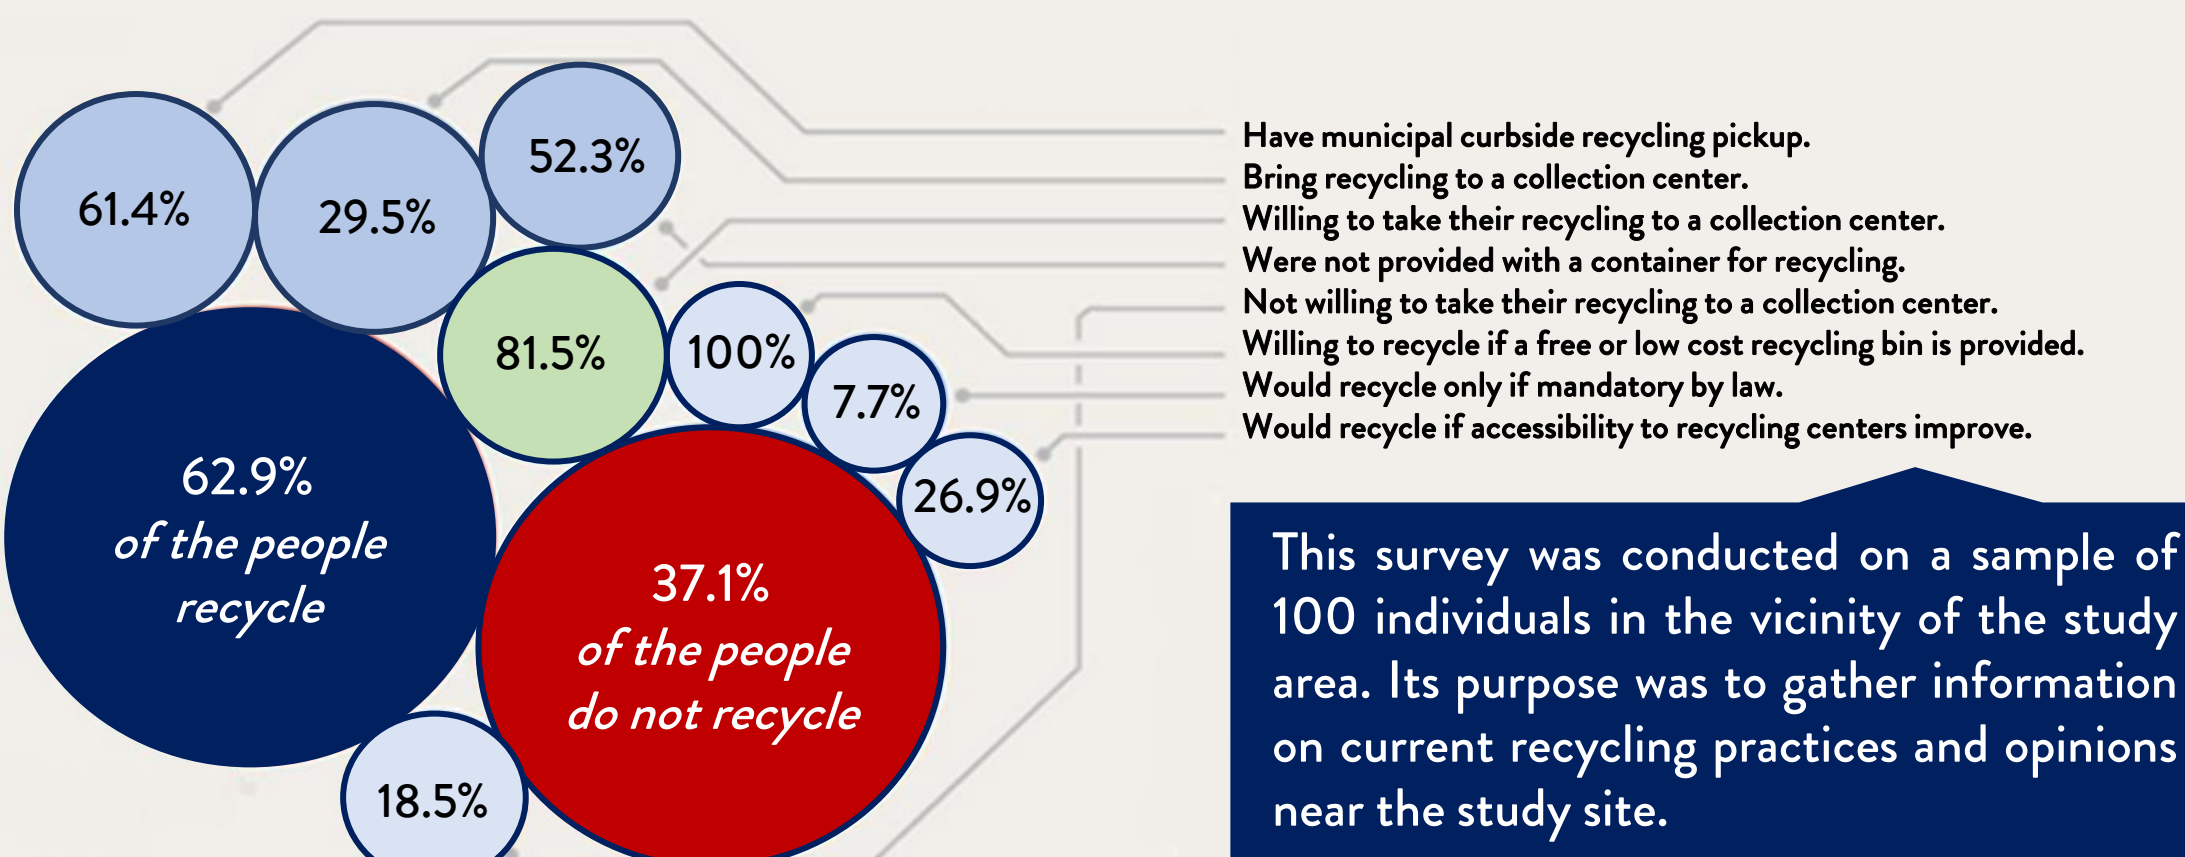 61.4%
29.5%
52.3%
81.5%
100%
7.7%
26.9%
62.9%
of the people
recycle
37.1%
of the people
do not recycle
18.5%
Have municipal curbside recycling pickup.
Bring recycling to a collection center.
Willing to take their recycling to a collection center.
Were not provided with a container for recycling.
Not willing to take their recycling to a collection center.
Willing to recycle if a free or low cost recycling bin is provided.
Would recycle only if mandatory by law.
Would recycle if accessibility to recycling centers improve.
This survey was conducted on a sample of
100 individuals in the vicinity of the study
area. Its purpose was to gather information
on current recycling practices and opinions
near the study site.